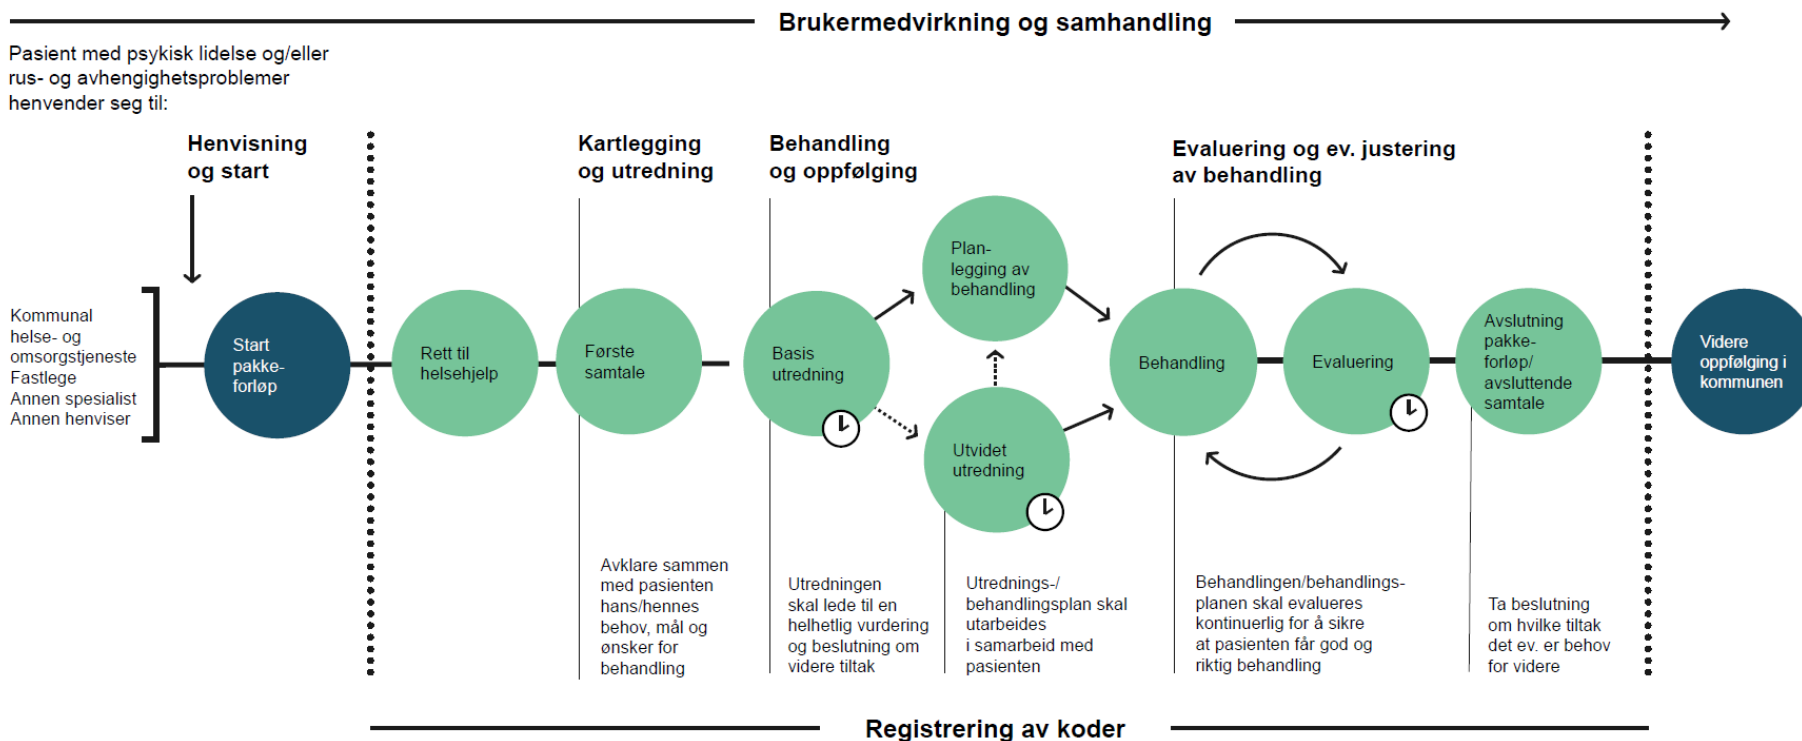 Brukermedvirkning og samhandling
Pasient med psykisk lidelse og/eller
rus- og avhengighetsproblemer
henvender seg til:
Henvisning
og start
Kartlegging
og utredning
Behandling
og oppfølging
Evaluering og ev. justering
av behandling
Kommunal
helse- og
omsorgstjeneste
Fastlege
Annen spesialist
Annen henviser
Start
pakke-
forløp
Rett til
helsehjelp
Første
samtale
Basis
utredning
Plan-
legging av
behandling
Utvidet
utredning
Behandling
Evaluering
Avslutning
pakke-
forløp/
avsluttende
samtale
Videre
oppfølging i
kommunen
Avklare sammen
med pasienten
hans/hennes
behov, mål og
ønsker for
behandling
Utredningen
skal lede til en
helhetlig vurdering
og beslutning om
videre tiltak
Utrednings-/
behandlingsplan skal
utarbeides
i samarbeid med
pasienten
Behandlingen/behandlings-
planen skal evalueres
kontinuerlig for å sikre
at pasienten får god og
riktig behandling
Ta beslutning
om hvilke tiltak
det ev. er behov
for videre
Registrering av koder